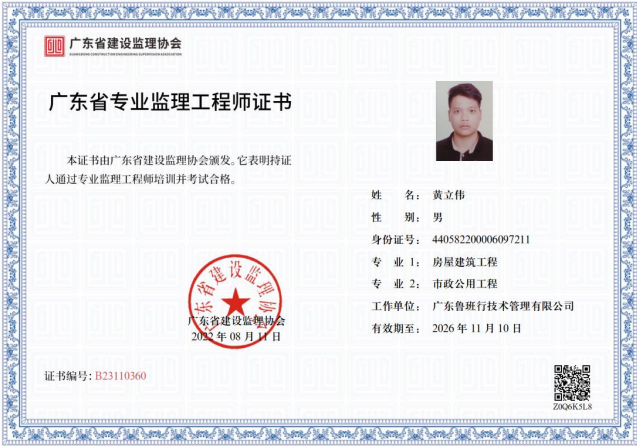 广东省建设监理协会
GUANGDONG CONSTRUCTION ENGINEERING SUPERVISION ASSOCIATION
广东省专业监理工程师证书
本证书由广东省建设监理协会颁发。它表明持证
人通过专业监理工程师培训并考试合格。
姓 名: 黄立伟
性 别: 男
身份证号: 440582200006097211
专 业 1: 房屋建筑工程
专 业 2: 市政公用工程
工作单位: 广东鲁班行技术管理有限公司
有效期至: 2026 年 11 月 10 日
广东省建设监理协会
广东省建设监理协会
2022 年 08 月 11 日
证书编号: B23110360
Z0Q6K5L8